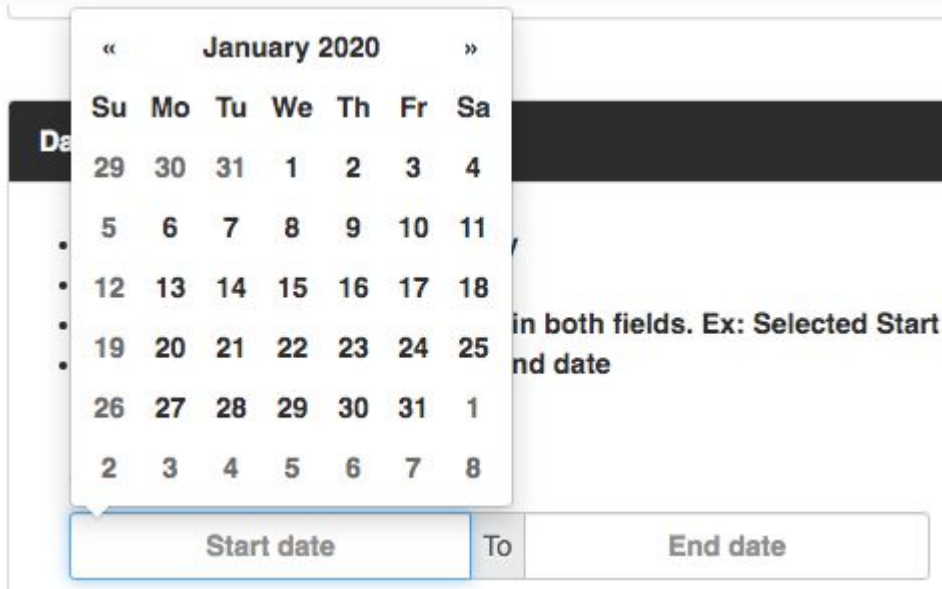 « January 2020 »
Su Mo Tu We Th Fr Sa
29 30 31 1 2 3 4
5 6 7 8 9 10 11
12 13 14 15 16 17 18
19 20 21 22 23 24 25
26 27 28 29 30 31 1
2 3 4 5 6 7 8
Da
in both fields. Ex: Selected Start
nd date
Start date To End date